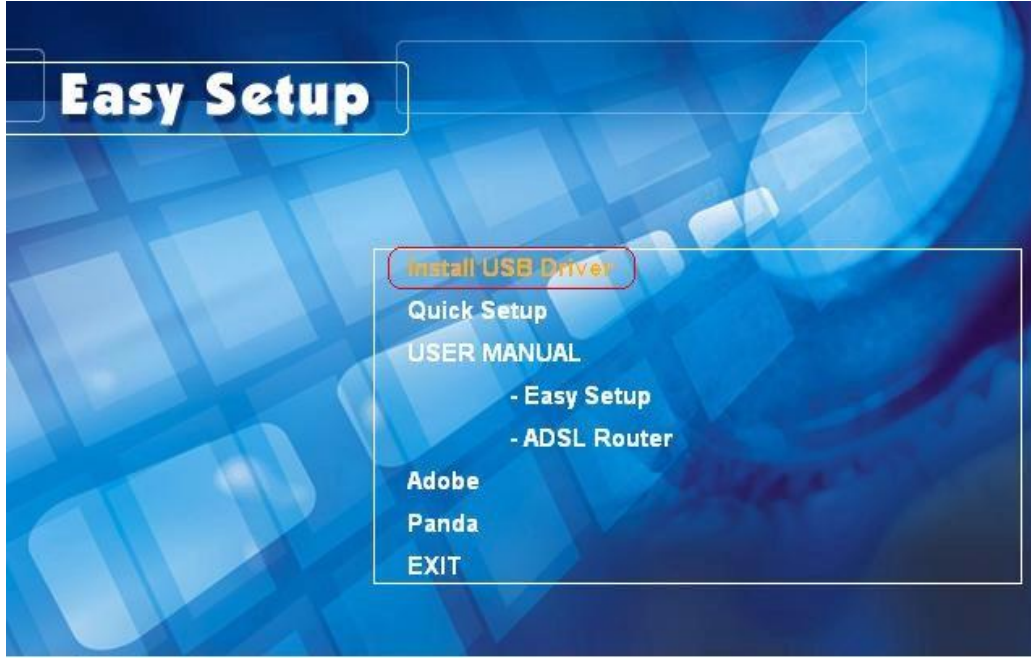 Easy Setup
Install USB Driver
Quick Setup
USER MANUAL
- Easy Setup
- ADSL Router
Adobe
Panda
EXIT